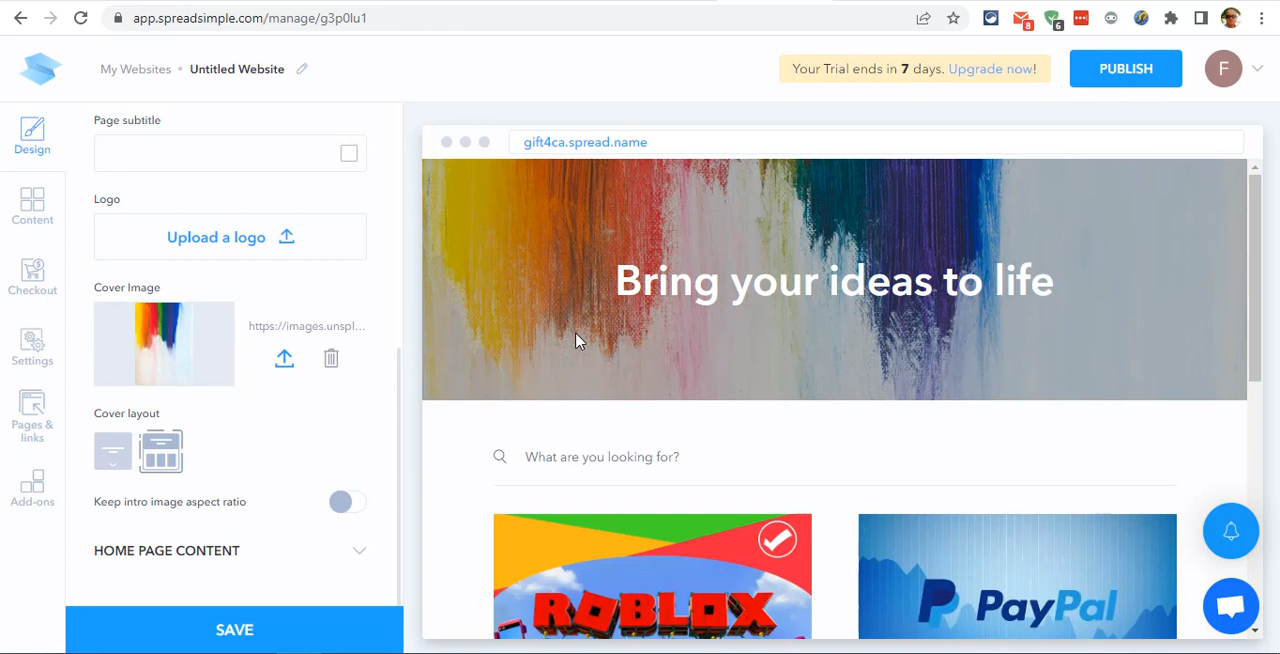 app.spreadsimple.com/manage/g3p0lu1
8
6
My Websites • Untitled Website
Your Trial ends in 7 days. Upgrade now!
PUBLISH
F
Design
Content
Checkout
Settings
Pages &
links
Add-ons
Page subtitle
Logo
Upload a logo
Cover Image
https://images.unspl...
Cover layout
Keep intro image aspect ratio
HOME PAGE CONTENT
SAVE
gift4ca.spread.name
Bring your ideas to life
What are you looking for?
ROBLOX
PayPal